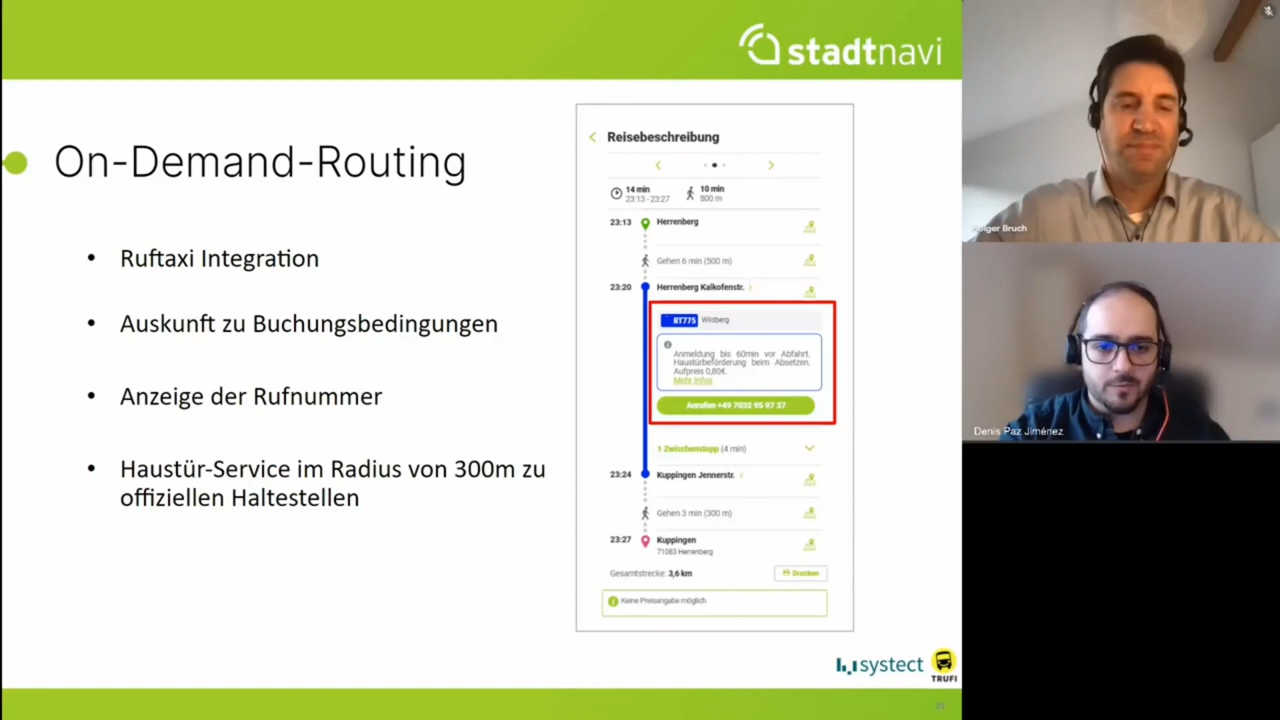 stadtnavi
On-Demand-Routing
• Ruftaxi Integration
• Auskunft zu Buchungsbedingungen
• Anzeige der Rufnummer
• Haustür-Service im Radius von 300m zu
offiziellen Haltestellen
Reisebeschreibung
14 min
23:13 - 23:27
10 min
800 m
23:13 Herrenberg
Gehen 6 min (500 m)
23:20 Herrenberg Kalkofenstr.
RT775 Wildberg
Anmeldung bis 60min vor Abfahrt.
Haustürbeförderung beim Absetzen.
Aufpreis 0,80€.
Mehr Infos
Anrufen +49 7032 95 97 37
1 Zwischenstopp (4 min)
23:24 Kuppingen Jennerstr.
Gehen 3 min (300 m)
23:27 Kuppingen
71083 Herrenberg
Gesamtstrecke: 3,6 km
Drucken
Keine Preisangabe möglich
systect
TRUFI
Bruch
Denis Paz Jiménez